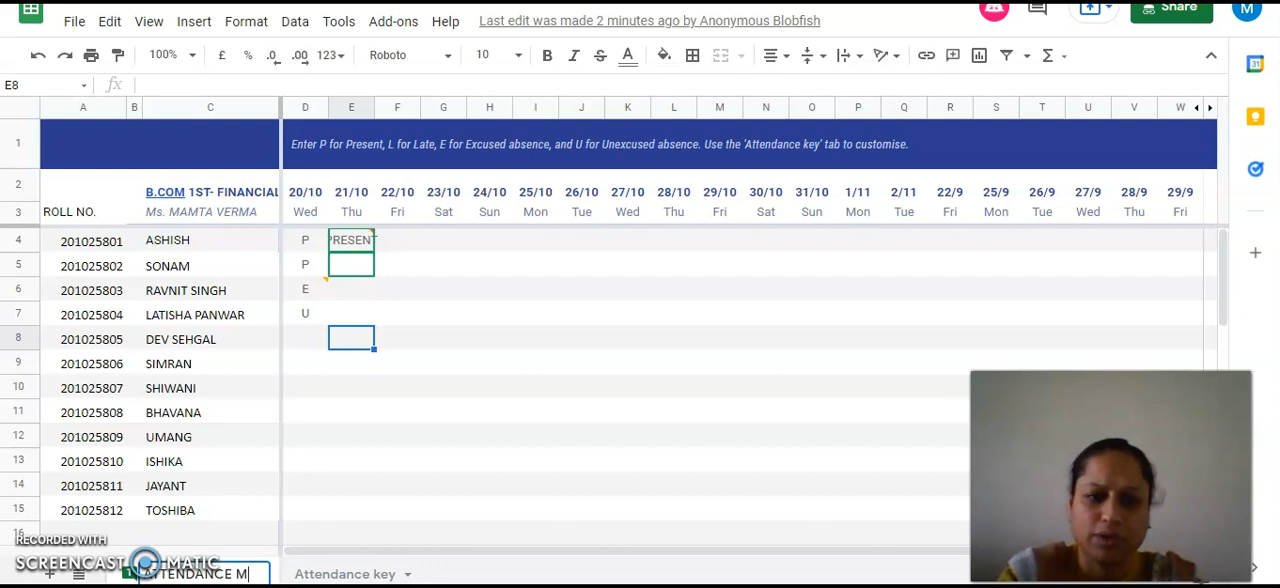 File Edit View Insert Format Data Tools Add-ons Help Last edit was made 2 minutes ago by Anonymous Blobfish Share M
100% £ % .0 .00 123 Roboto 10 B I S A Σ
E8 fx
A B C D E F G H I J K L M N O P Q R S T U V W
1 Enter P for Present, L for Late, E for Excused absence, and U for Unexcused absence. Use the 'Attendance key' tab to customise.
2 B.COM 1ST- FINANCIAL 20/10 21/10 22/10 23/10 24/10 25/10 26/10 27/10 28/10 29/10 30/10 31/10 1/11 2/11 22/9 25/9 26/9 27/9 28/9 29/9
3 ROLL NO. Ms. MAMTA VERMA Wed Thu Fri Sat Sun Mon Tue Wed Thu Fri Sat Sun Mon Tue Fri Mon Tue Wed Thu Fri
4 201025801 ASHISH P PRESENT
5 201025802 SONAM P
6 201025803 RAVNIT SINGH E
7 201025804 LATISHA PANWAR U
8 201025805 DEV SEHGAL
9 201025806 SIMRAN
10 201025807 SHIWANI
11 201025808 BHAVANA
12 201025809 UMANG
13 201025810 ISHIKA
14 201025811 JAYANT
15 201025812 TOSHIBA
16
RECORDED WITH
SCREENCAST MATIC
1 ATTENDANCE M Attendance key